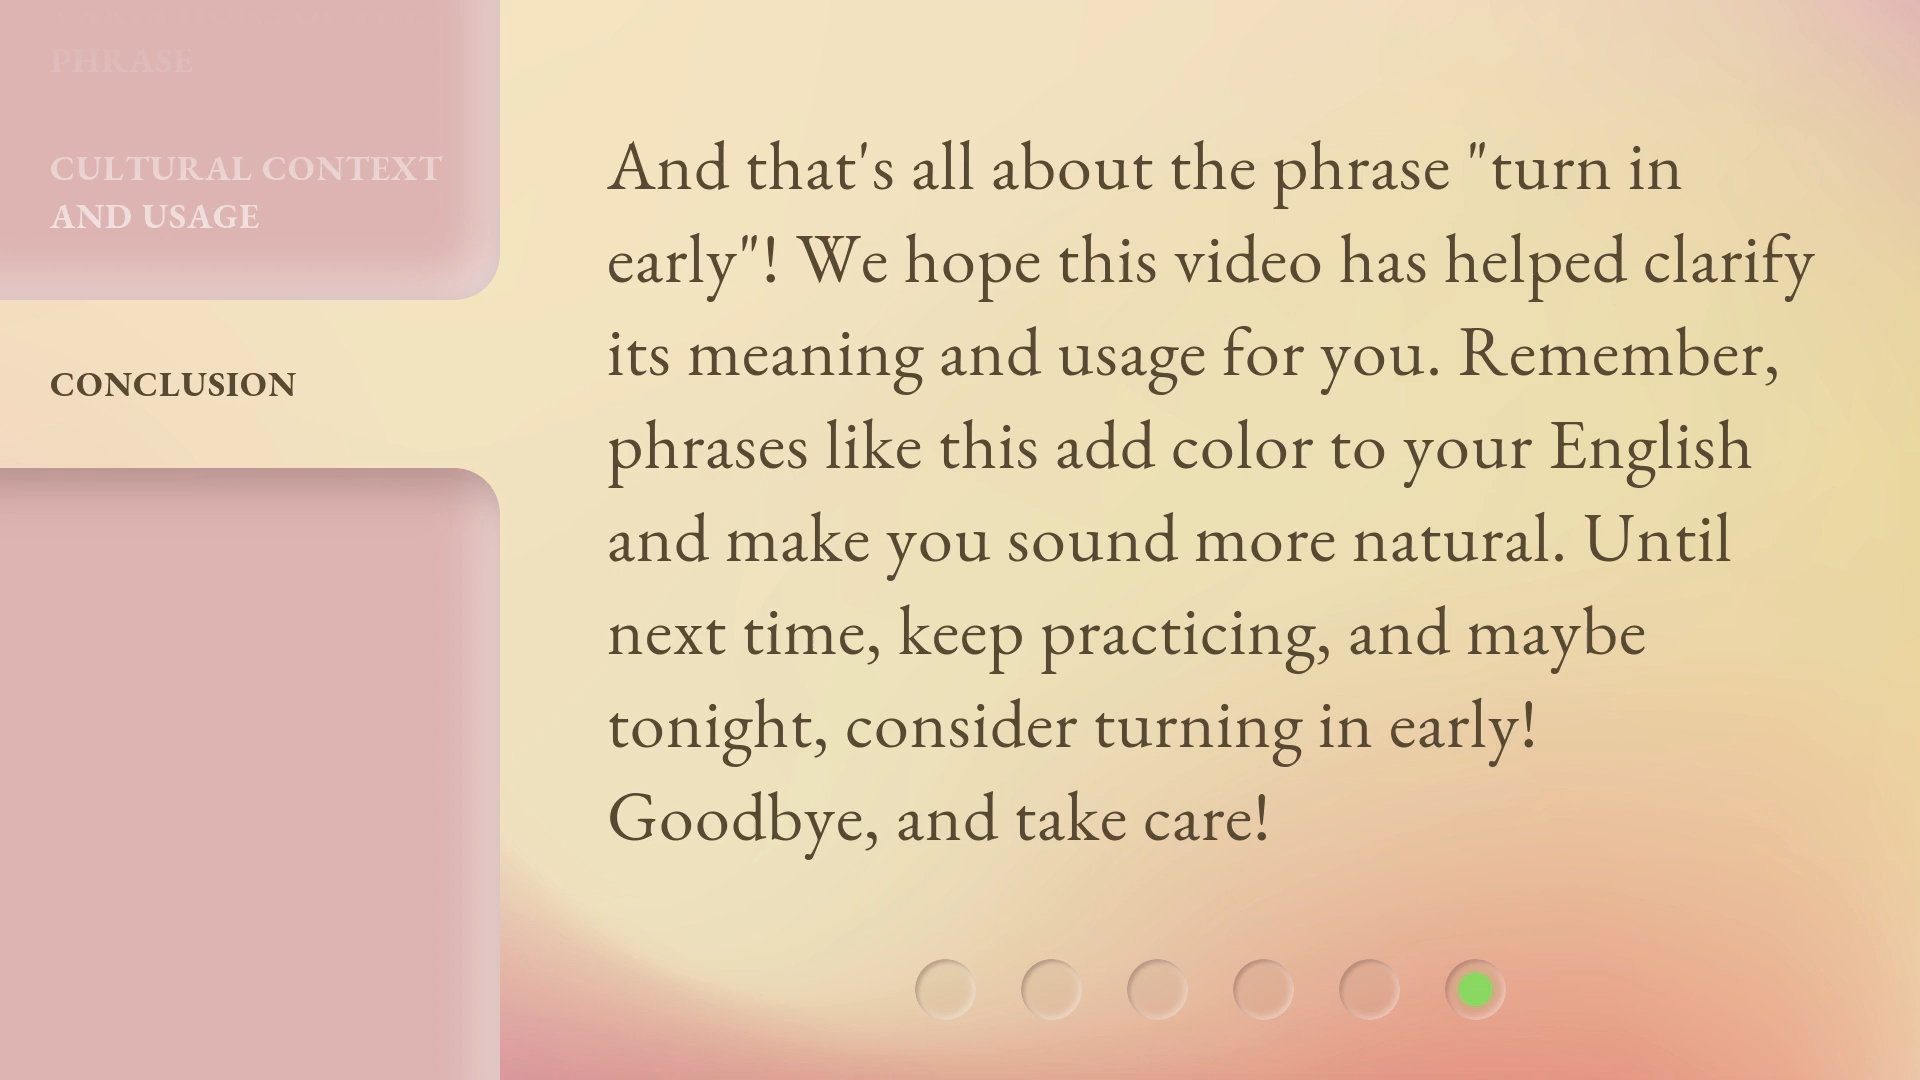 PHRASE
CULTURAL CONTEXT
AND USAGE
CONCLUSION
And that's all about the phrase "turn in
early"! We hope this video has helped clarify
its meaning and usage for you. Remember,
phrases like this add color to your English
and make you sound more natural. Until
next time, keep practicing, and maybe
tonight, consider turning in early!
Goodbye, and take care!